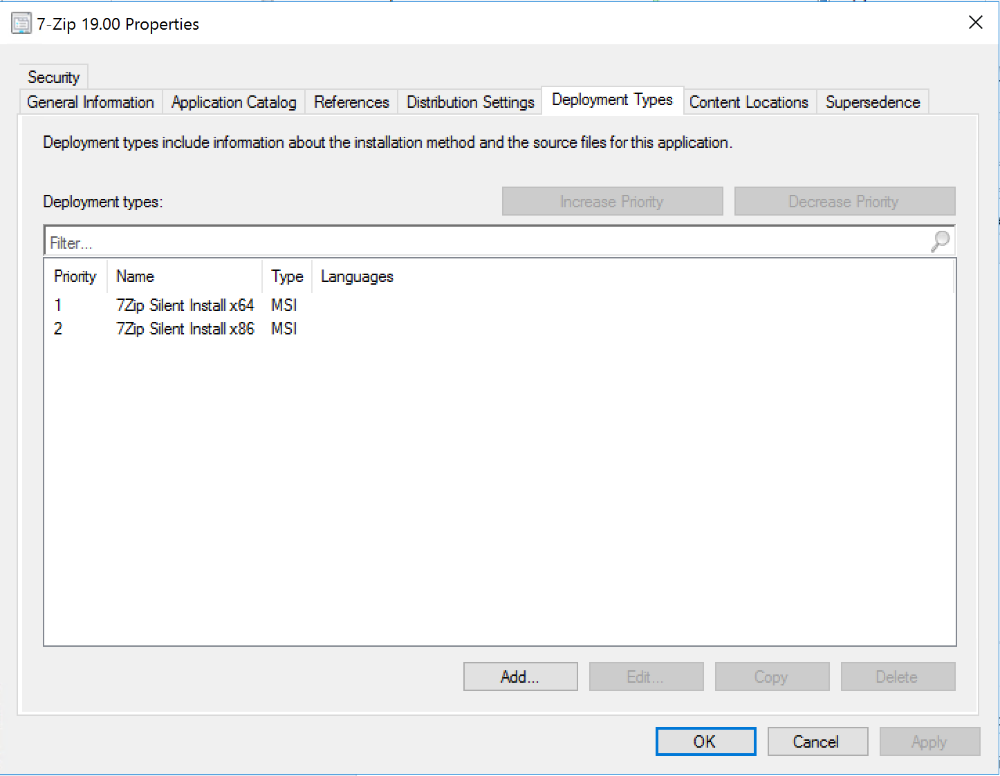 7-Zip 19.00 Properties
Security
General Information Application Catalog References Distribution Settings Deployment Types Content Locations Supersedence
Deployment types include information about the installation method and the source files for this application.
Deployment types: Increase Priority Decrease Priority
Filter...
Priority Name Type Languages
1 7Zip Silent Install x64 MSI
2 7Zip Silent Install x86 MSI
Add... Edit... Copy Delete
OK Cancel Apply